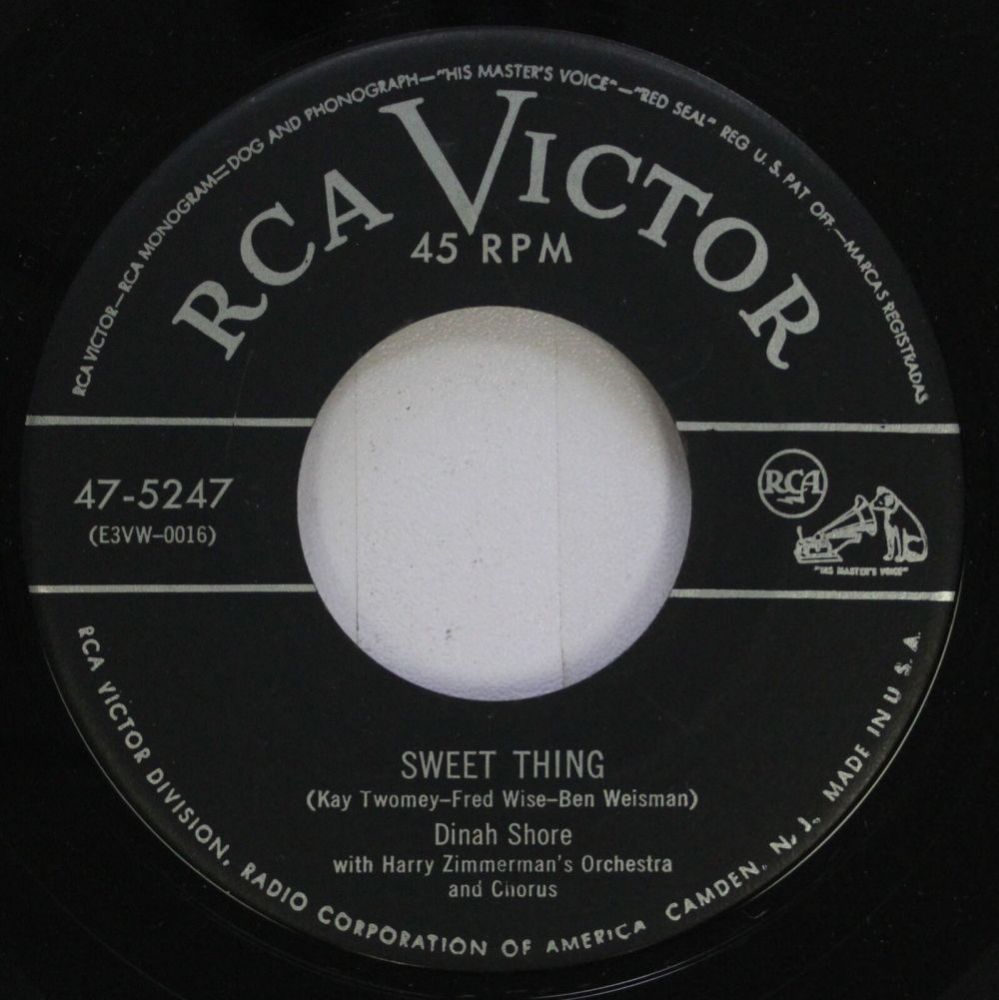 RCA VICTOR—RCA MONOGRAM—DOG AND PHONOGRAPH—"HIS MASTER'S VOICE"—"RED SEAL" REG U. S. PAT OFF.—MARCAS REGISTRADAS
RCA VICTOR
45 RPM
47-5247
(E3VW-0016)
RCA
"HIS MASTER'S VOICE"
SWEET THING
(Kay Twomey-Fred Wise-Ben Weisman)
Dinah Shore
with Harry Zimmerman's Orchestra
and Chorus
RCA VICTOR DIVISION, RADIO CORPORATION OF AMERICA CAMDEN, N. J., MADE IN U S. A.